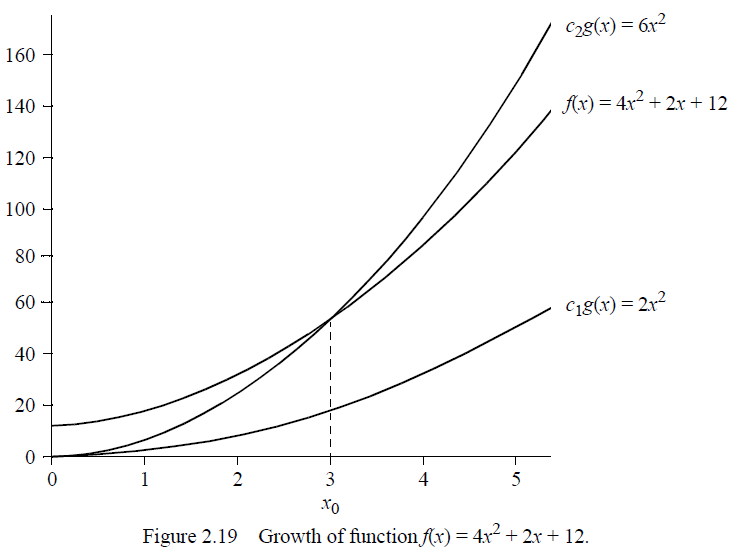 c₂g(x) = 6x²
160
f(x) = 4x² + 2x + 12
140
120
100
80
60
c₁g(x) = 2x²
40
20
0
0 1 2 3 4 5
x₀
Figure 2.19 Growth of function f(x) = 4x² + 2x + 12.